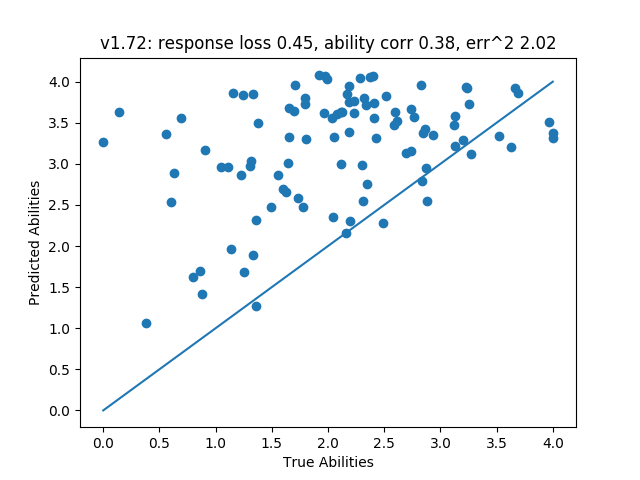 v1.72: response loss 0.45, ability corr 0.38, err^2 2.02
Predicted Abilities
4.0
3.5
3.0
2.5
2.0
1.5
1.0
0.5
0.0
0.0 0.5 1.0 1.5 2.0 2.5 3.0 3.5 4.0
True Abilities